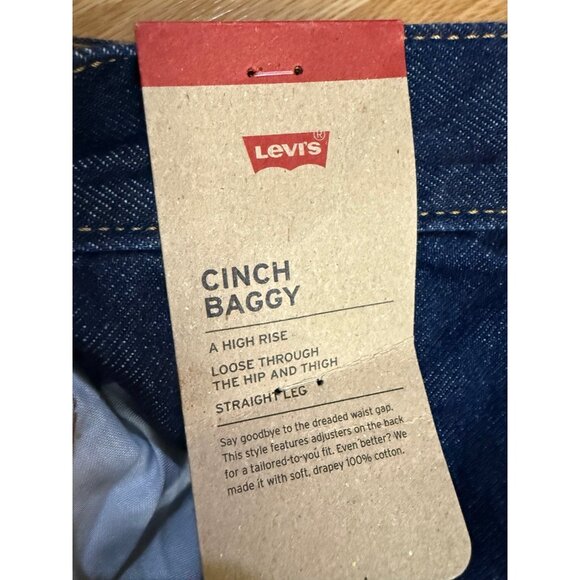 LEVI'S®
CINCH
BAGGY
A HIGH RISE
LOOSE THROUGH
THE HIP AND THIGH
STRAIGHT LEG
Say goodbye to the dreaded waist gap.
This style features adjusters on the back
for a tailored-to-you fit. Even better? We
made it with soft, drapey 100% cotton.